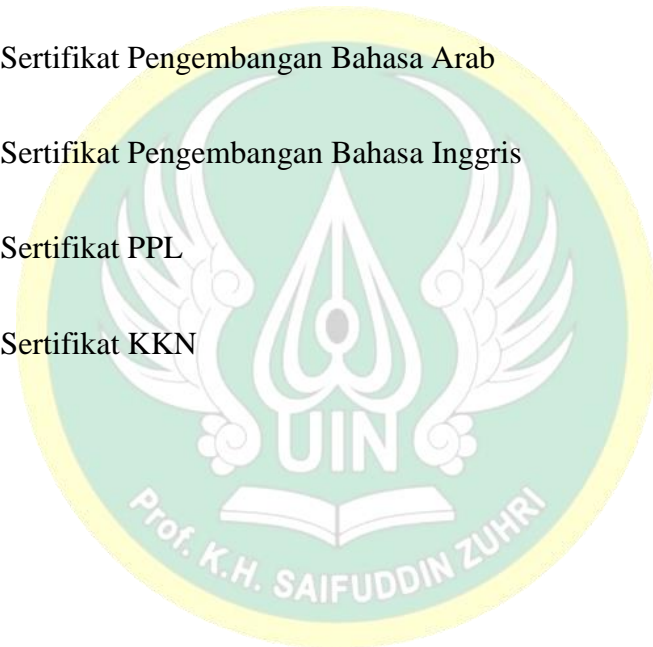 Sertifikat Pengembangan Bahasa Arab
Sertifikat Pengembangan Bahasa Inggris
Sertifikat PPL
Sertifikat KKN
UIN
Prof. K.H. SAIFUDDIN ZUHRI